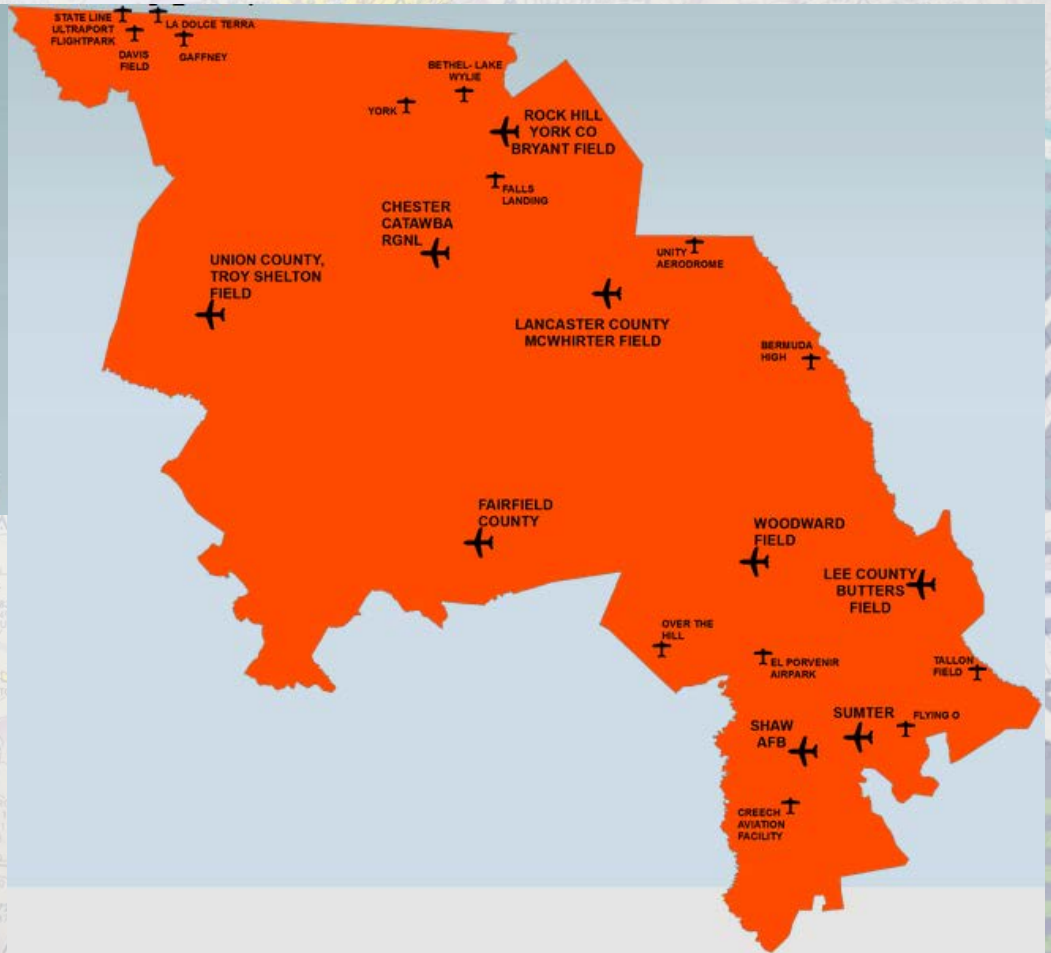 STATE LINE
ULTRAPORT
FLIGHTPARK
LA DOLCE TERRA
DAVIS
FIELD
GAFFNEY
BETHEL- LAKE
WYLIE
YORK
ROCK HILL
YORK CO
BRYANT FIELD
FALLS
LANDING
CHESTER
CATAWBA
RGNL
UNITY
AERODROME
UNION COUNTY,
TROY SHELTON
FIELD
LANCASTER COUNTY
MCWHIRTER FIELD
BERMUDA
HIGH
FAIRFIELD
COUNTY
WOODWARD
FIELD
LEE COUNTY
BUTTERS
FIELD
OVER THE
HILL
EL PORVENIR
AIRPARK
TALLON
FIELD
SHAW
AFB
SUMTER
FLYING O
CREECH
AVIATION
FACILITY